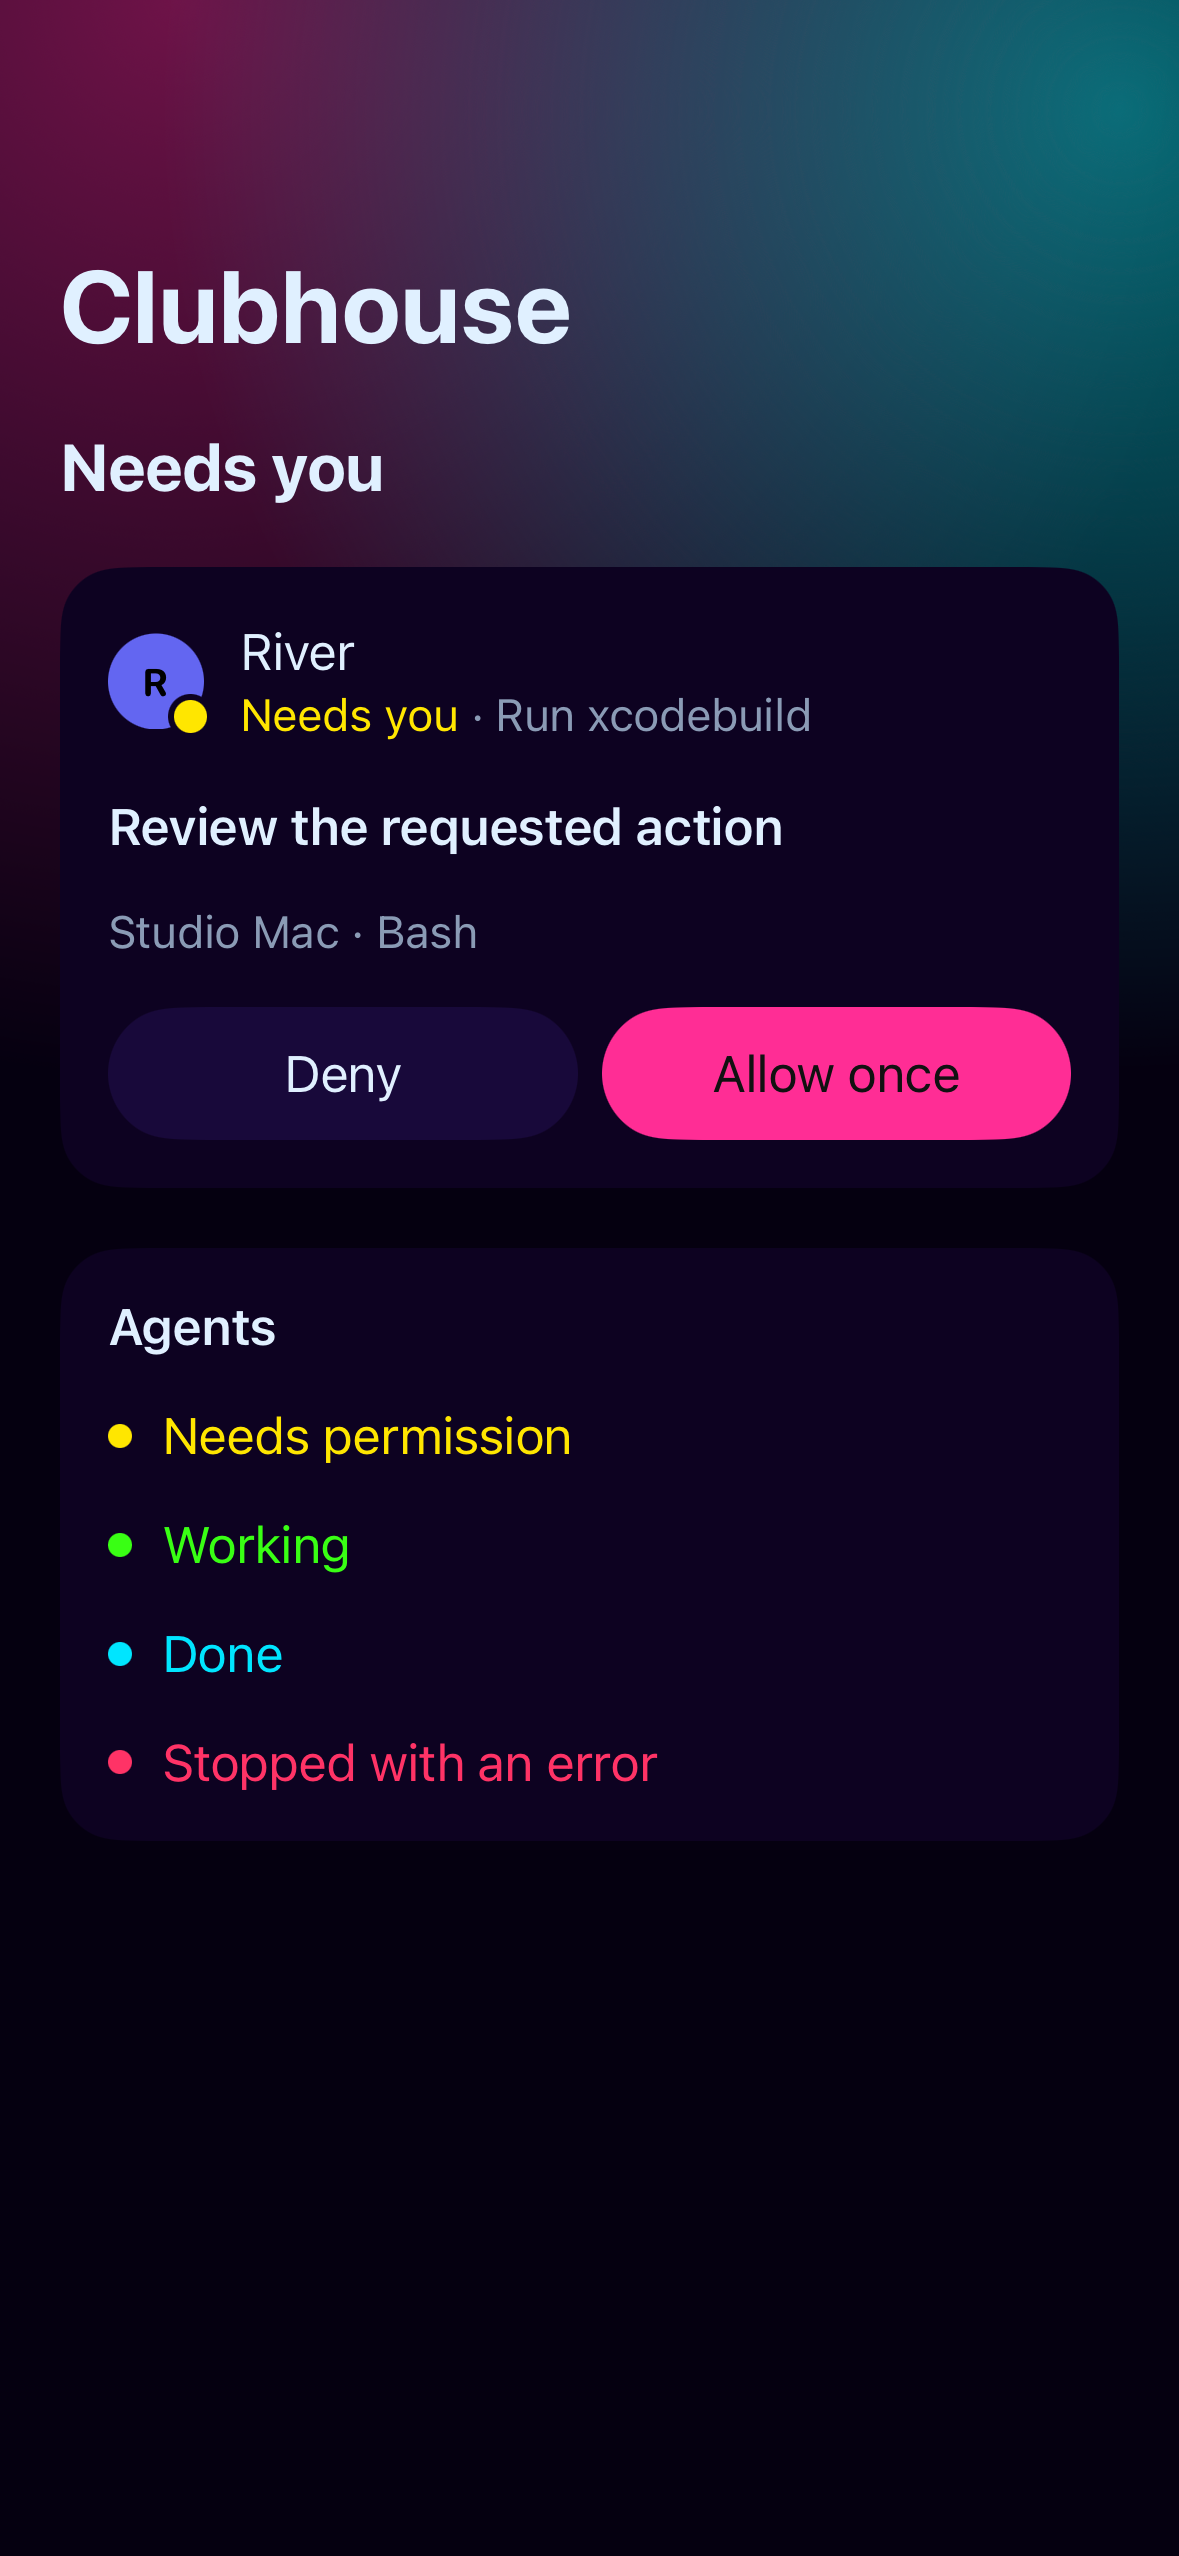 Clubhouse
Needs you
R
River
Needs you · Run xcodebuild
Review the requested action
Studio Mac · Bash
Deny
Allow once
Agents
Needs permission
Working
Done
Stopped with an error